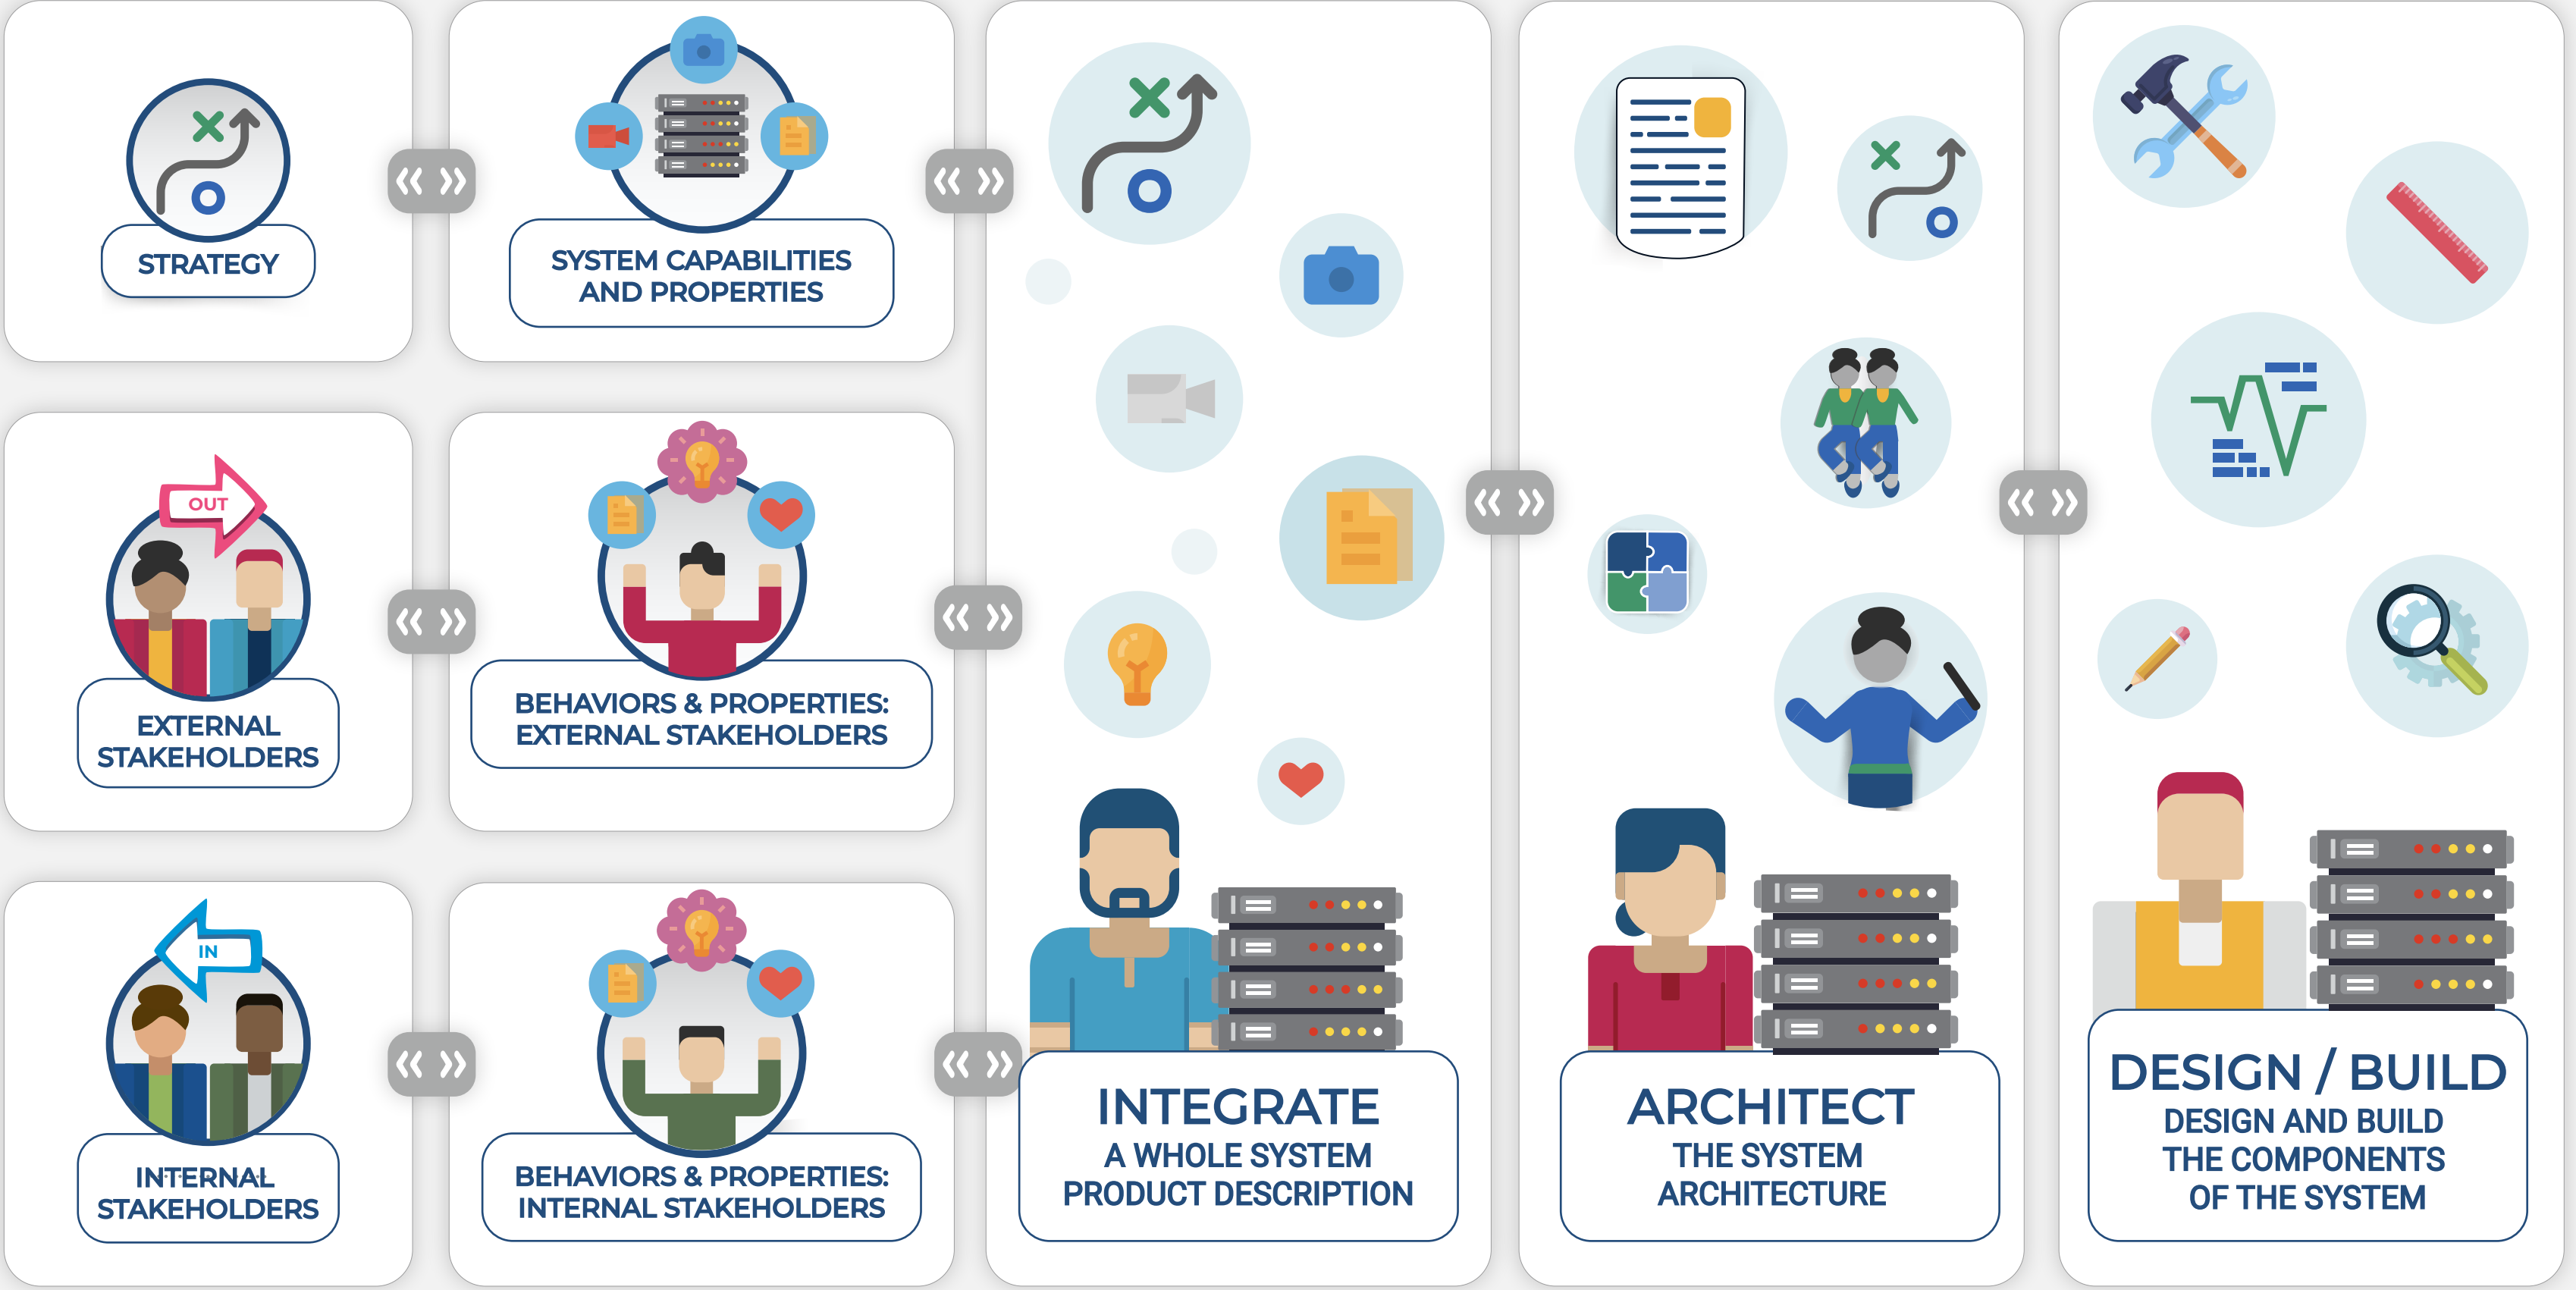 STRATEGY
SYSTEM CAPABILITIES
AND PROPERTIES
OUT
EXTERNAL
STAKEHOLDERS
BEHAVIORS & PROPERTIES:
EXTERNAL STAKEHOLDERS
IN
INTERNAL
STAKEHOLDERS
BEHAVIORS & PROPERTIES:
INTERNAL STAKEHOLDERS
INTEGRATE
A WHOLE SYSTEM
PRODUCT DESCRIPTION
ARCHITECT
THE SYSTEM
ARCHITECTURE
DESIGN / BUILD
DESIGN AND BUILD
THE COMPONENTS
OF THE SYSTEM